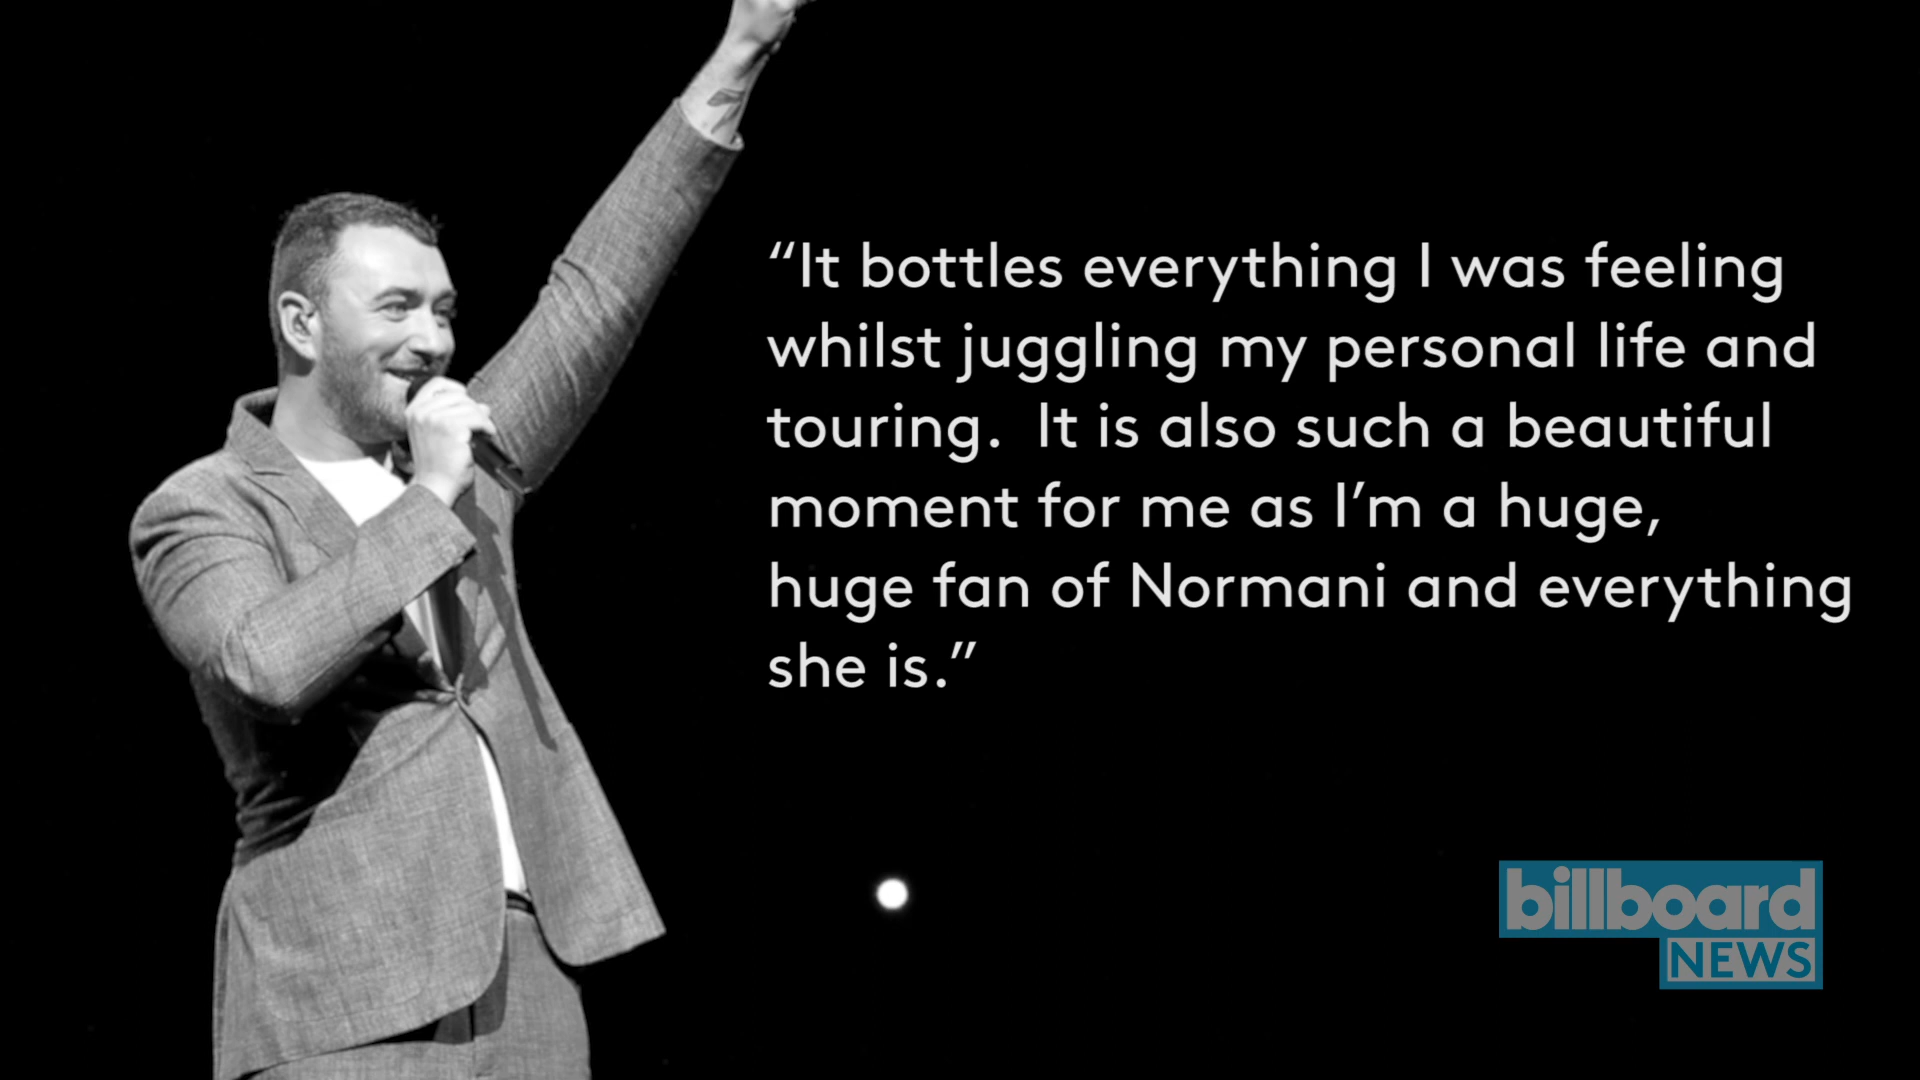 “It bottles everything I was feeling
whilst juggling my personal life and
touring.  It is also such a beautiful
moment for me as I’m a huge,
huge fan of Normani and everything
she is.”
billboard
NEWS